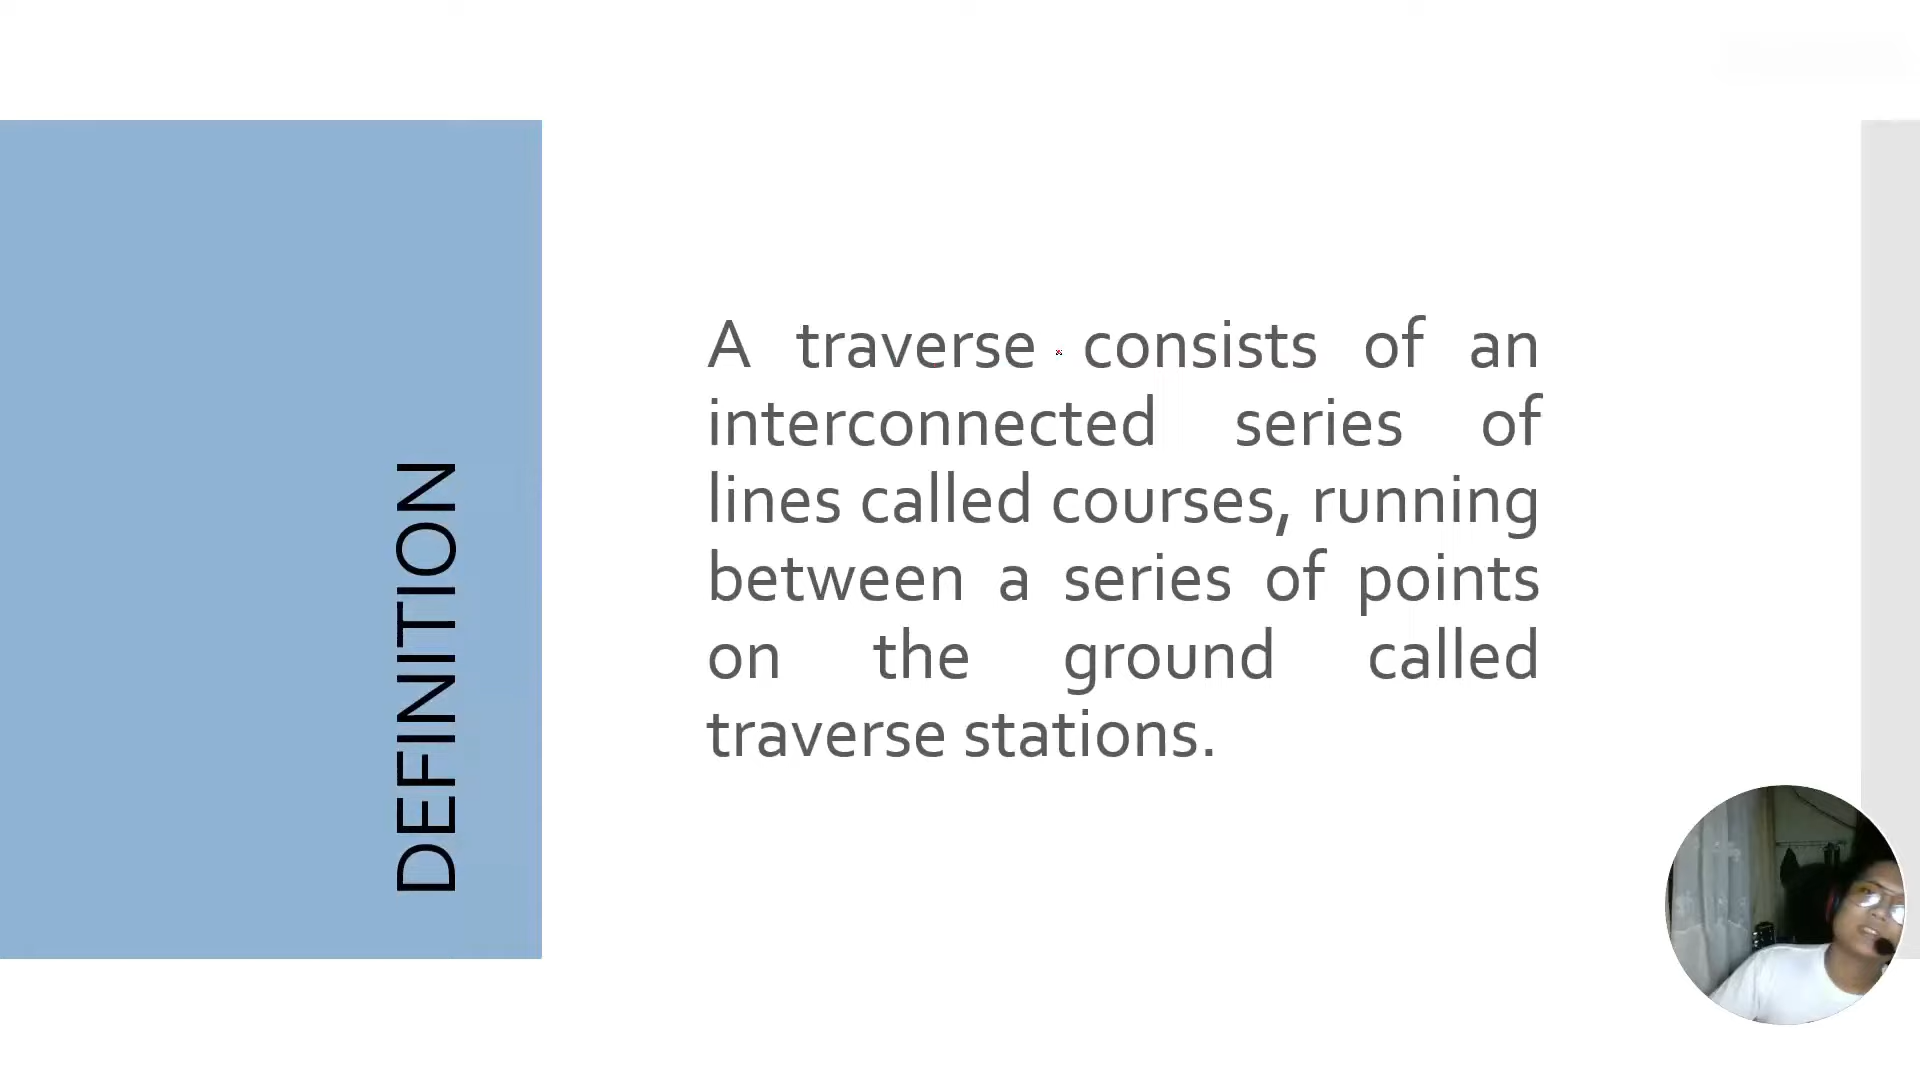 DEFINITION
A traverse consists of an
interconnected series of
lines called courses, running
between a series of points
on the ground called
traverse stations.